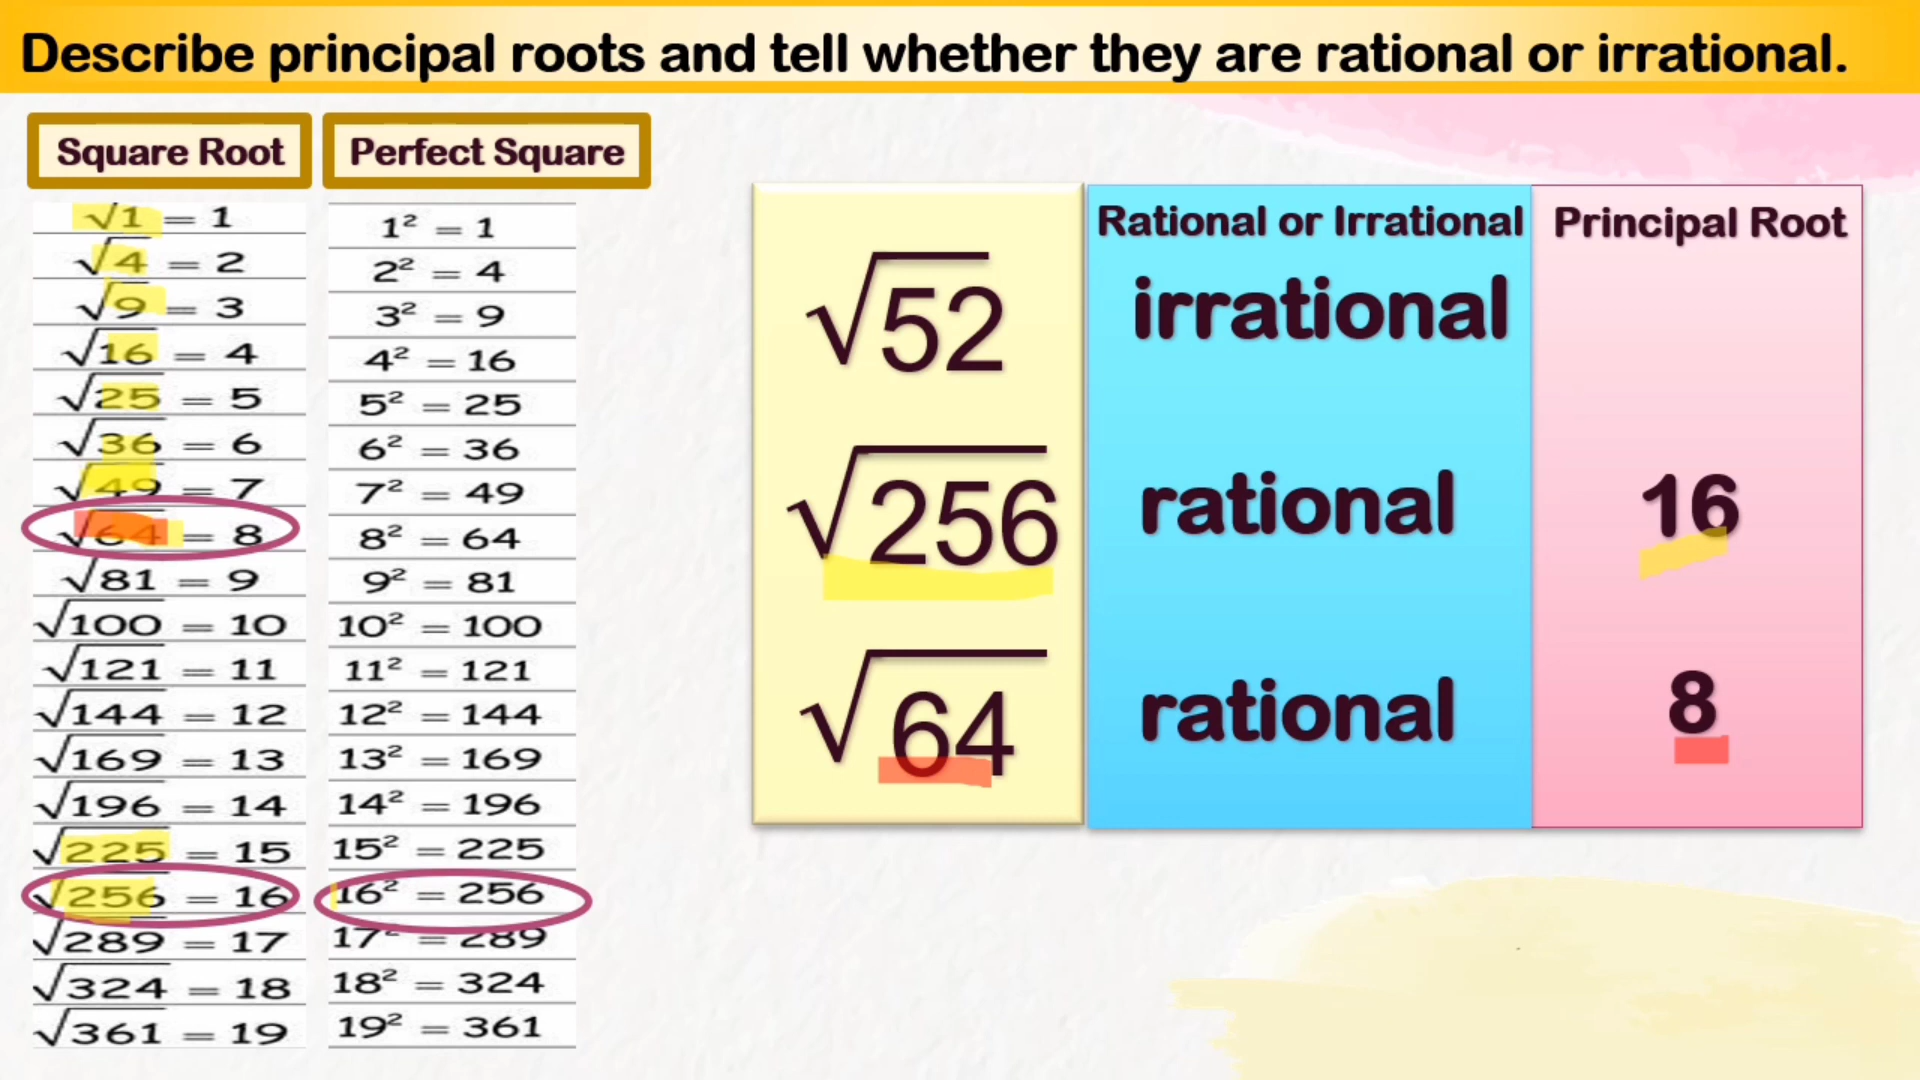 Describe principal roots and tell whether they are rational or irrational.
Square Root
Perfect Square
√1 = 1
√4 = 2
√9 = 3
√16 = 4
√25 = 5
√36 = 6
√49 = 7
√64 = 8
√81 = 9
√100 = 10
√121 = 11
√144 = 12
√169 = 13
√196 = 14
√225 = 15
√256 = 16
√289 = 17
√324 = 18
√361 = 19
1² = 1
2² = 4
3² = 9
4² = 16
5² = 25
6² = 36
7² = 49
8² = 64
9² = 81
10² = 100
11² = 121
12² = 144
13² = 169
14² = 196
15² = 225
16² = 256
17² = 289
18² = 324
19² = 361
Rational or Irrational Principal Root
√52 irrational
√256 rational 16
√64 rational 8